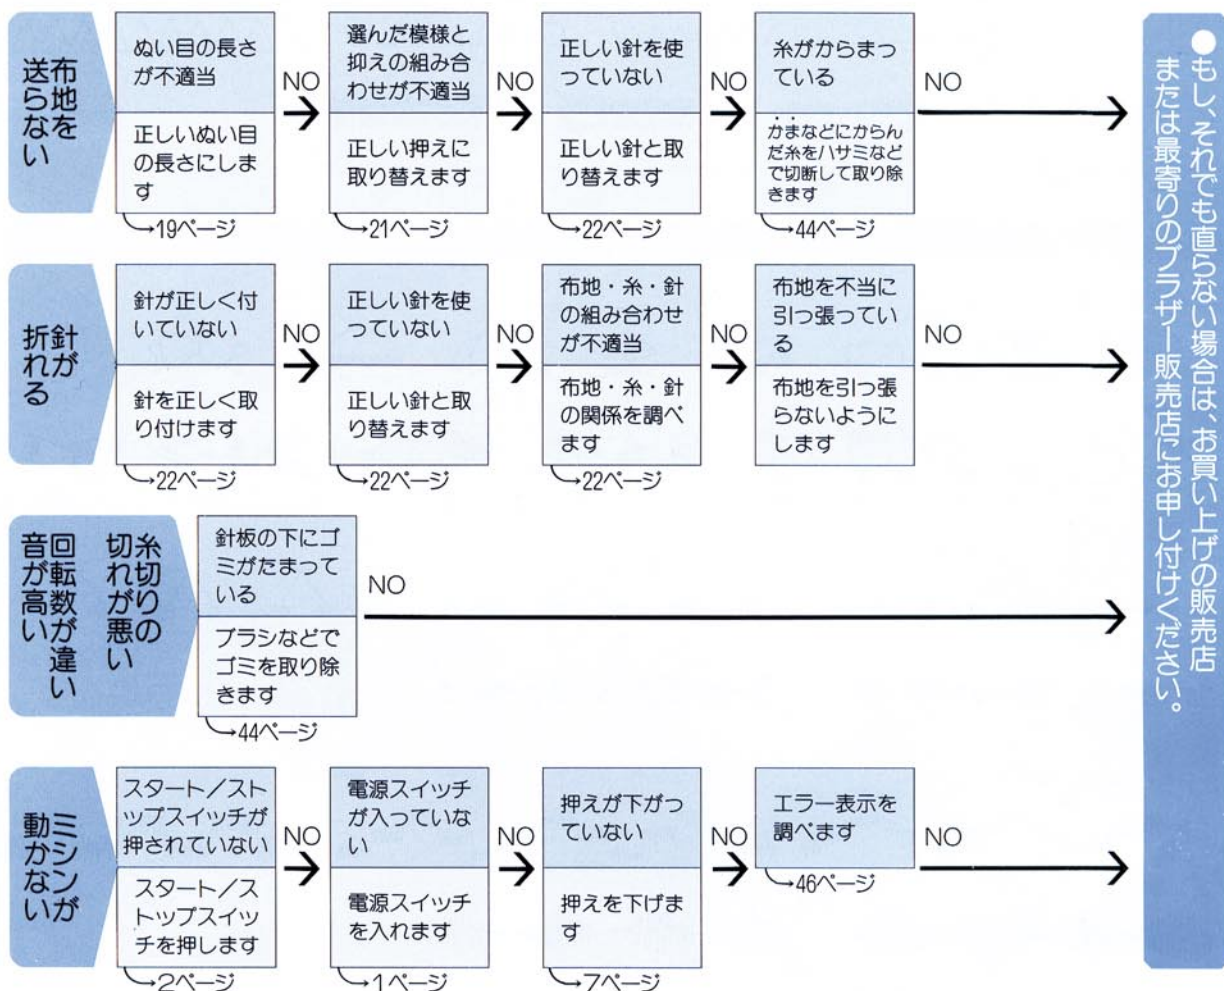 布地を
送らない
ぬい目の長さ
が不適当
正しいぬい目
の長さにしま
す
→19ページ
NO
選んだ模様と
抑えの組み合
わせが不適当
正しい押えに
取り替えます
→21ページ
NO
正しい針を使
っていない
正しい針と取
り替えます
→22ページ
NO
糸がからまっ
ている
かまなどにからん
だ糸をハサミなど
で切断して取り除
きます
→44ページ
NO
針が
折れる
針が正しく付
いていない
針を正しく取
り付けます
→22ページ
NO
正しい針を使
っていない
正しい針と取
り替えます
→22ページ
NO
布地・糸・針
の組み合わせ
が不適当
布地・糸・針
の関係を調べ
ます
→22ページ
NO
布地を不当に
引っ張ってい
る
布地を引っ張
らないように
します
NO
糸切りの
切れが悪い
回転数が違い
音が高い
針板の下にゴ
ミがたまって
いる
ブラシなどで
ゴミを取り除
きます
→44ページ
NO
ミシンが
動かない
スタート／スト
ップスイッチが
押されていない
スタート／ス
トップスイッ
チを押します
→2ページ
NO
電源スイッチ
が入っていな
い
電源スイッチ
を入れます
→1ページ
NO
押えが下がっ
ていない
押えを下げま
す
→7ページ
NO
エラー表示を
調べます
→46ページ
NO
●もし、それでも直らない場合は、お買い上げの販売店
または最寄りのブラザー販売店にお申し付けください。